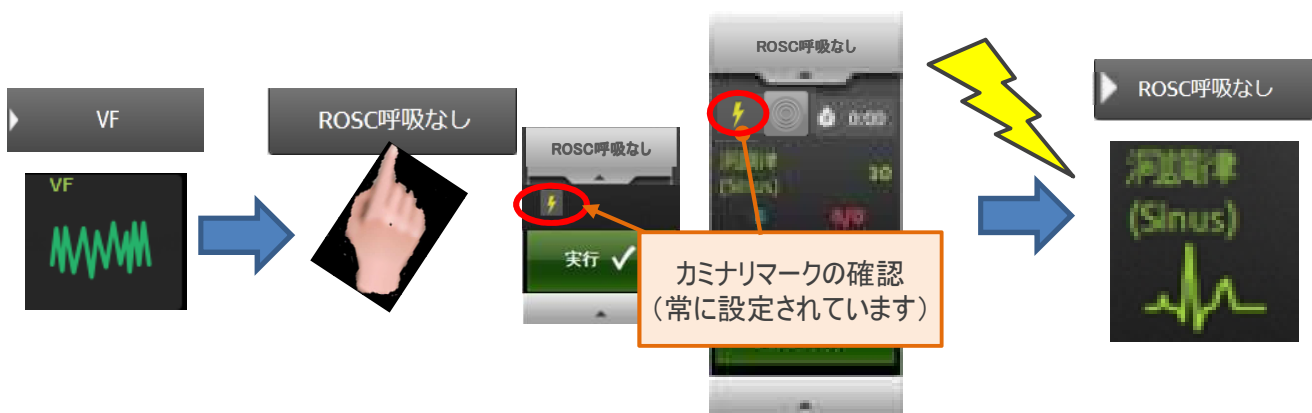 VF
VF
ROSC呼吸なし
ROSC呼吸なし
実行
ROSC呼吸なし
0:00
(Sinus)
カミナリマークの確認
(常に設定されています)
ROSC呼吸なし
(Sinus)